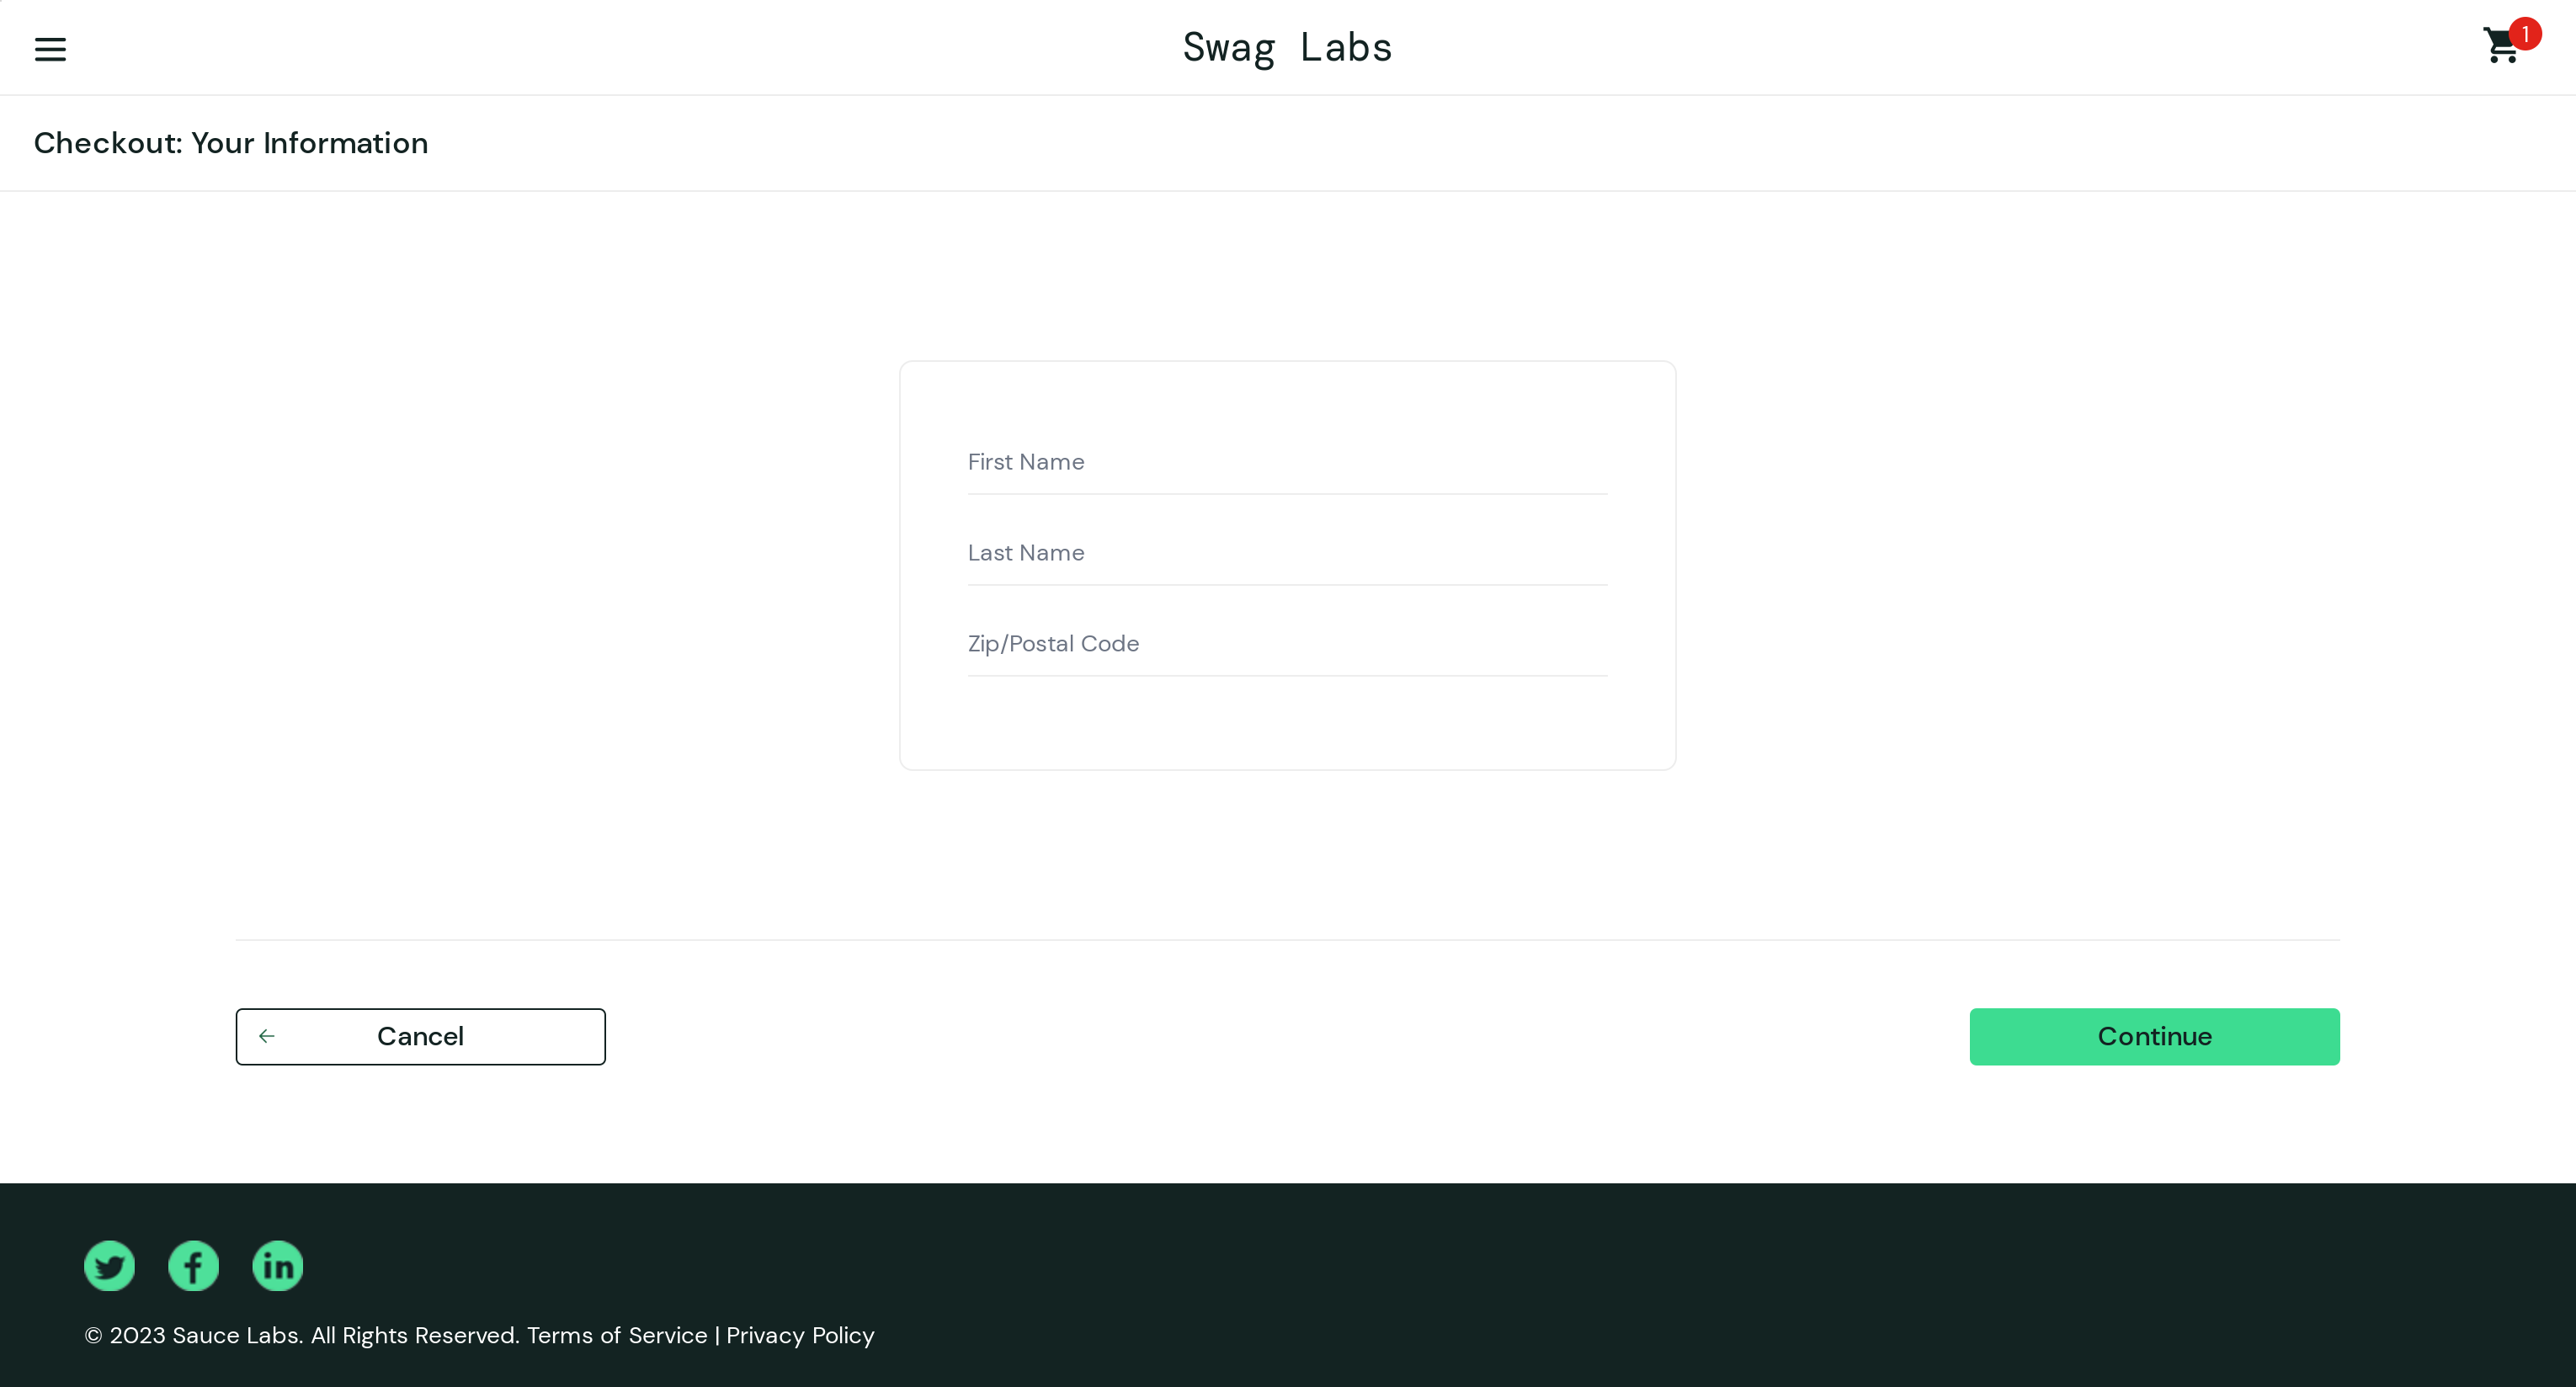 Swag Labs
1
Checkout: Your Information
First Name
Last Name
Zip/Postal Code
Cancel
Continue
© 2023 Sauce Labs. All Rights Reserved. Terms of Service | Privacy Policy